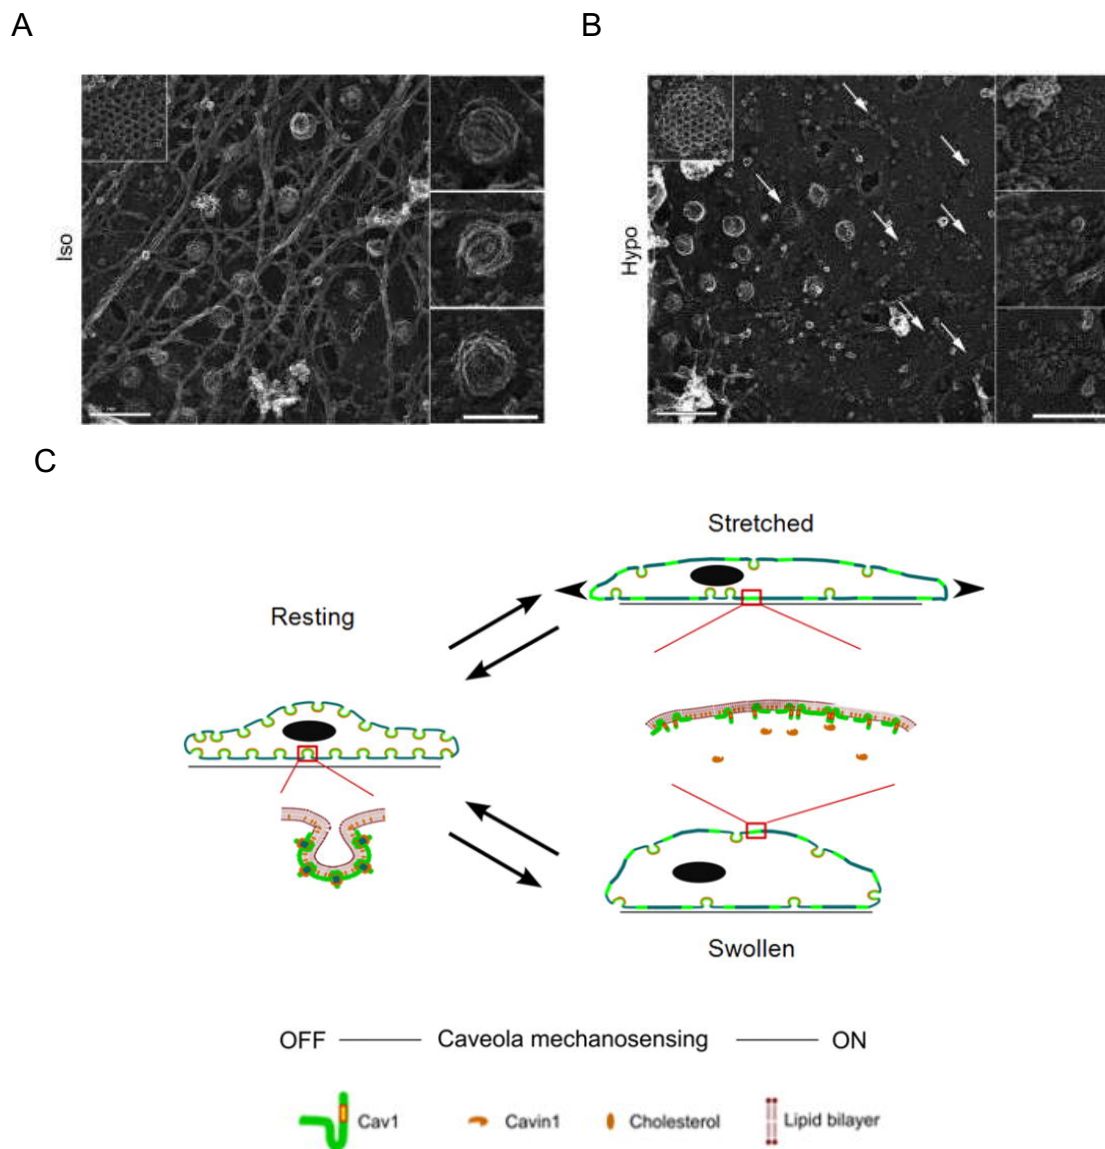 A
B
Iso
Hypo
C
Stretched
Resting
Swollen
OFF
Caveola mechanosensing
ON
Cav1
Cavin1
Cholesterol
Lipid bilayer